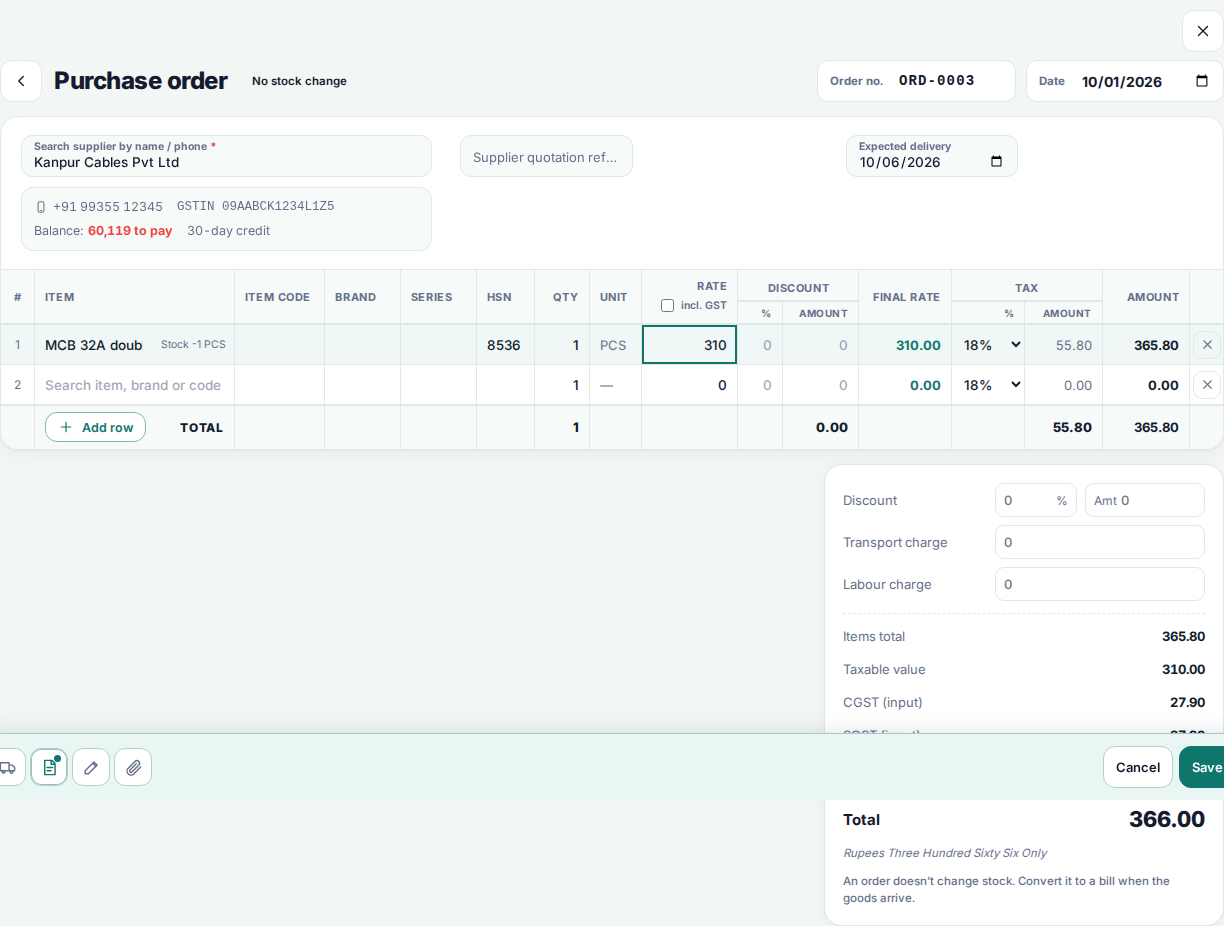 Purchase order No stock change Order no. ORD-0003 Date 10/01/2026
Search supplier by name / phone * Supplier quotation ref... Expected delivery
Kanpur Cables Pvt Ltd 10/06/2026
+91 99355 12345 GSTIN 09AABCK1234L1Z5
Balance: 60,119 to pay 30-day credit
# ITEM ITEM CODE BRAND SERIES HSN QTY UNIT RATE DISCOUNT FINAL RATE TAX AMOUNT
incl. GST % AMOUNT % AMOUNT
1 MCB 32A doub Stock -1 PCS 8536 1 PCS 310 0 0 310.00 18% 55.80 365.80
2 Search item, brand or code 1 — 0 0 0 0.00 18% 0.00 0.00
+ Add row TOTAL 1 0.00 55.80 365.80
Discount 0 % Amt 0
Transport charge 0
Labour charge 0
Items total 365.80
Taxable value 310.00
CGST (input) 27.90
Cancel Save
Total 366.00
Rupees Three Hundred Sixty Six Only
An order doesn't change stock. Convert it to a bill when the
goods arrive.